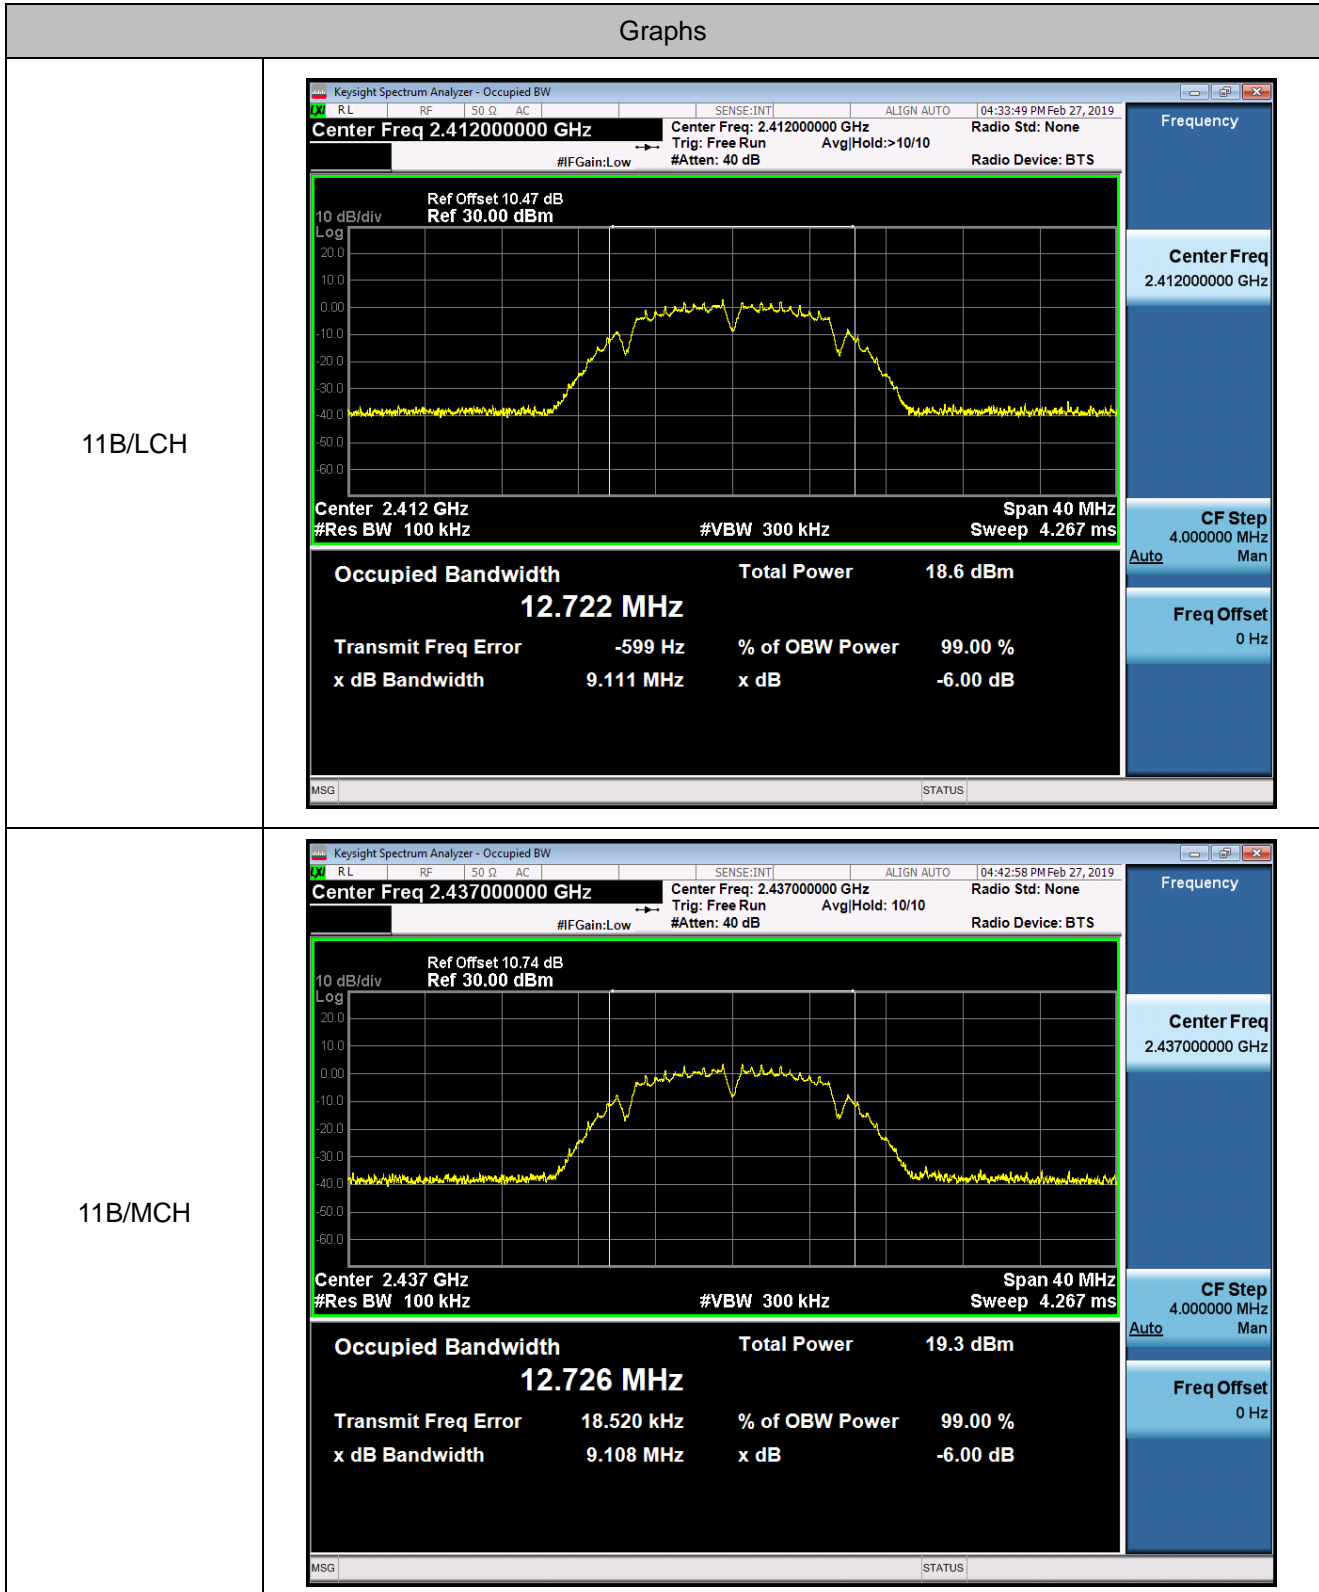 Graphs
11B/LCH
Keysight Spectrum Analyzer - Occupied BW
LXI RL RF 50 Ω AC SENSE:INT ALIGN AUTO 04:33:49 PM Feb 27, 2019
Center Freq 2.412000000 GHz
Center Freq: 2.412000000 GHz Radio Std: None
Trig: Free Run Avg|Hold:>10/10
#IFGain:Low #Atten: 40 dB Radio Device: BTS
Ref Offset 10.47 dB
10 dB/div Ref 30.00 dBm
Log
20.0
10.0
0.00
-10.0
-20.0
-30.0
-40.0
-50.0
-60.0
Center 2.412 GHz Span 40 MHz
#Res BW 100 kHz #VBW 300 kHz Sweep 4.267 ms
Occupied Bandwidth Total Power 18.6 dBm
12.722 MHz
Transmit Freq Error -599 Hz % of OBW Power 99.00 %
x dB Bandwidth 9.111 MHz x dB -6.00 dB
MSG STATUS
Frequency
Center Freq
2.412000000 GHz
CF Step
4.000000 MHz
Auto Man
Freq Offset
0 Hz
11B/MCH
Keysight Spectrum Analyzer - Occupied BW
LXI RL RF 50 Ω AC SENSE:INT ALIGN AUTO 04:42:58 PM Feb 27, 2019
Center Freq 2.437000000 GHz
Center Freq: 2.437000000 GHz Radio Std: None
Trig: Free Run Avg|Hold: 10/10
#IFGain:Low #Atten: 40 dB Radio Device: BTS
Ref Offset 10.74 dB
10 dB/div Ref 30.00 dBm
Log
20.0
10.0
0.00
-10.0
-20.0
-30.0
-40.0
-50.0
-60.0
Center 2.437 GHz Span 40 MHz
#Res BW 100 kHz #VBW 300 kHz Sweep 4.267 ms
Occupied Bandwidth Total Power 19.3 dBm
12.726 MHz
Transmit Freq Error 18.520 kHz % of OBW Power 99.00 %
x dB Bandwidth 9.108 MHz x dB -6.00 dB
MSG STATUS
Frequency
Center Freq
2.437000000 GHz
CF Step
4.000000 MHz
Auto Man
Freq Offset
0 Hz